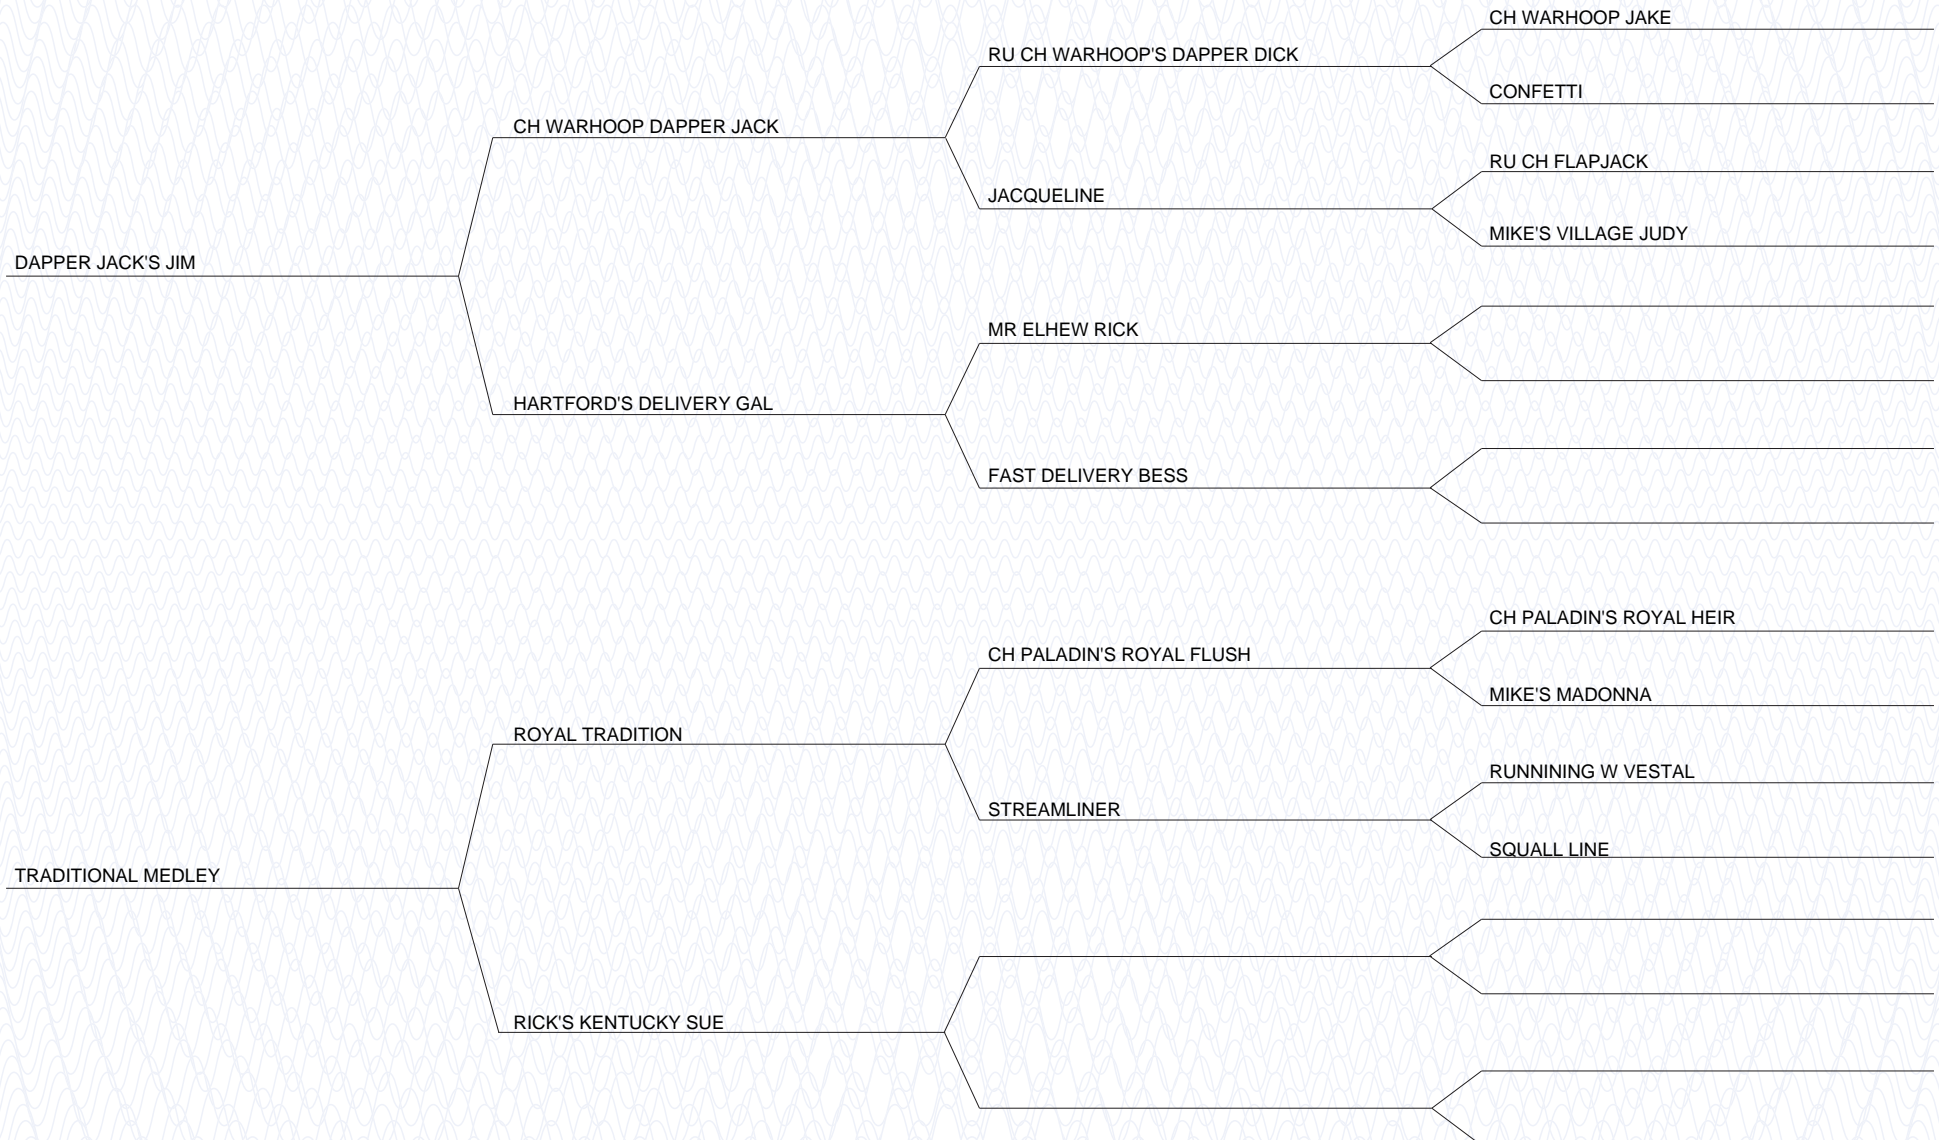 CH WARHOOP JAKE
RU CH WARHOOP'S DAPPER DICK
CONFETTI
CH WARHOOP DAPPER JACK
RU CH FLAPJACK
JACQUELINE
MIKE'S VILLAGE JUDY
DAPPER JACK'S JIM
MR ELHEW RICK
HARTFORD'S DELIVERY GAL
FAST DELIVERY BESS
CH PALADIN'S ROYAL HEIR
CH PALADIN'S ROYAL FLUSH
MIKE'S MADONNA
ROYAL TRADITION
RUNNINING W VESTAL
STREAMLINER
SQUALL LINE
TRADITIONAL MEDLEY
RICK'S KENTUCKY SUE